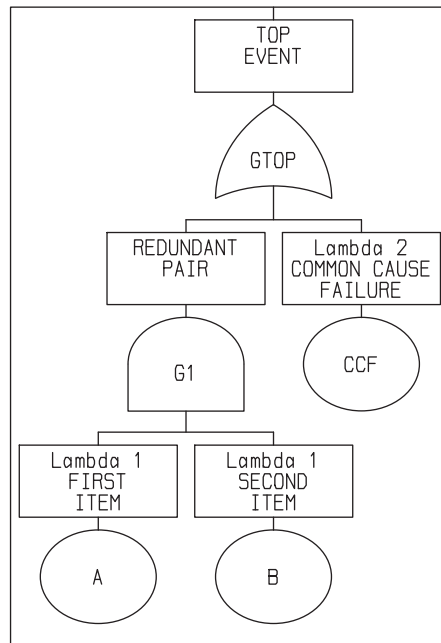 TOP
EVENT
GTOP
REDUNDANT
PAIR
Lambda 2
COMMON CAUSE
FAILURE
G1
CCF
Lambda 1
FIRST
ITEM
Lambda 1
SECOND
ITEM
A
B